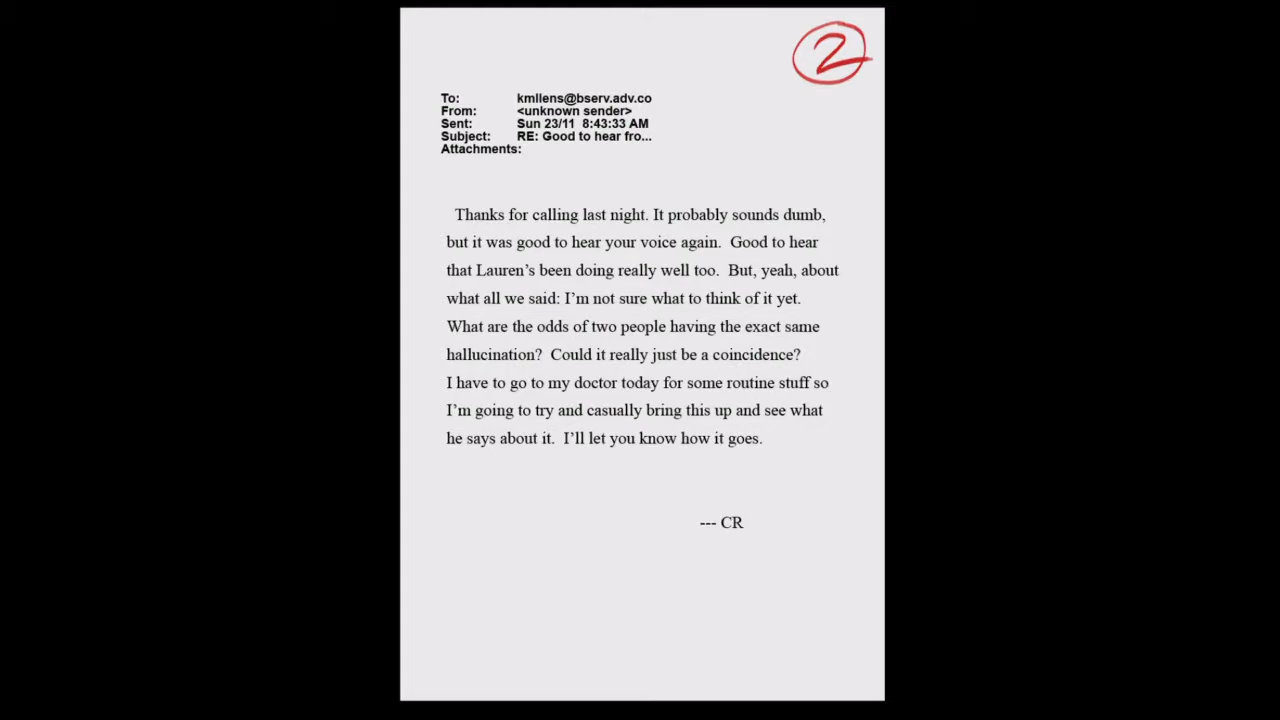 2
To: kmllens@bserv.adv.co
From: <unknown sender>
Sent: Sun 23/11 8:43:33 AM
Subject: RE: Good to hear fro...
Attachments:
Thanks for calling last night. It probably sounds dumb,
but it was good to hear your voice again. Good to hear
that Lauren’s been doing really well too. But, yeah, about
what all we said: I’m not sure what to think of it yet.
What are the odds of two people having the exact same
hallucination? Could it really just be a coincidence?
I have to go to my doctor today for some routine stuff so
I’m going to try and casually bring this up and see what
he says about it. I’ll let you know how it goes.
--- CR